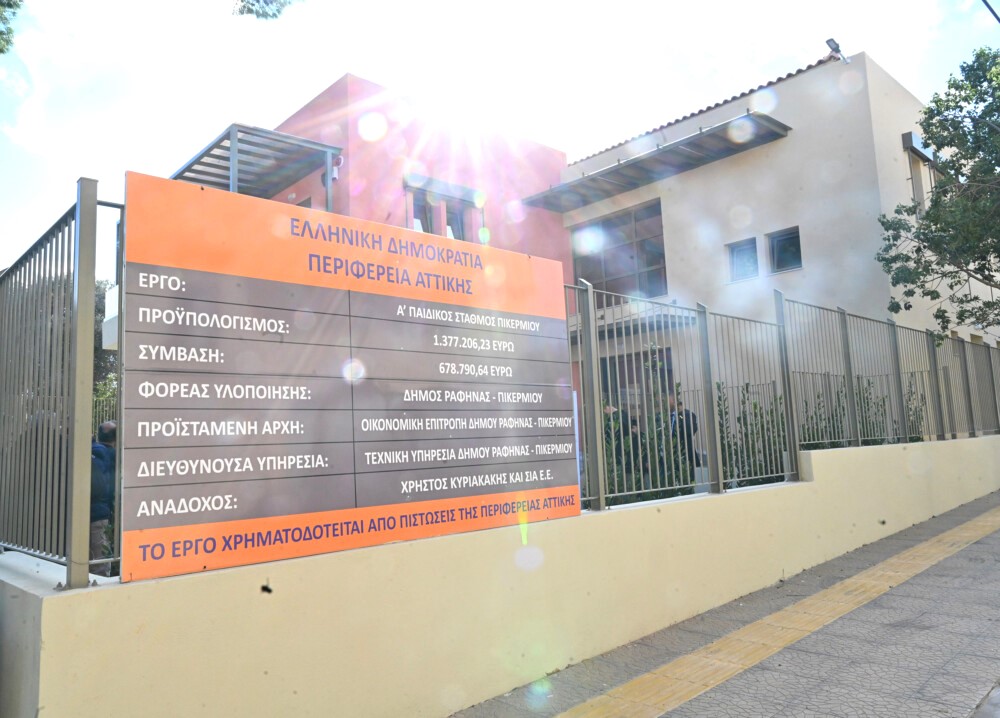 ΕΛΛΗΝΙΚΗ ΔΗΜΟΚΡΑΤΙΑ
ΠΕΡΙΦΕΡΕΙΑ ΑΤΤΙΚΗΣ
ΕΡΓΟ: Α' ΠΑΙΔΙΚΟΣ ΣΤΑΘΜΟΣ ΠΙΚΕΡΜΙΟΥ
ΠΡΟΫΠΟΛΟΓΙΣΜΟΣ: 1.377.206,23 ΕΥΡΩ
ΣΥΜΒΑΣΗ: 678.790,64 ΕΥΡΩ
ΦΟΡΕΑΣ ΥΛΟΠΟΙΗΣΗΣ: ΔΗΜΟΣ ΡΑΦΗΝΑΣ - ΠΙΚΕΡΜΙΟΥ
ΠΡΟΪΣΤΑΜΕΝΗ ΑΡΧΗ: ΟΙΚΟΝΟΜΙΚΗ ΕΠΙΤΡΟΠΗ ΔΗΜΟΥ ΡΑΦΗΝΑΣ - ΠΙΚΕΡΜΙΟΥ
ΔΙΕΥΘΥΝΟΥΣΑ ΥΠΗΡΕΣΙΑ: ΤΕΧΝΙΚΗ ΥΠΗΡΕΣΙΑ ΔΗΜΟΥ ΡΑΦΗΝΑΣ - ΠΙΚΕΡΜΙΟΥ
ΑΝΑΔΟΧΟΣ: ΧΡΗΣΤΟΣ ΚΥΡΙΑΚΑΚΗΣ ΚΑΙ ΣΙΑ Ε.Ε.
ΤΟ ΕΡΓΟ ΧΡΗΜΑΤΟΔΟΤΕΙΤΑΙ ΑΠΟ ΠΙΣΤΩΣΕΙΣ ΤΗΣ ΠΕΡΙΦΕΡΕΙΑΣ ΑΤΤΙΚΗΣ